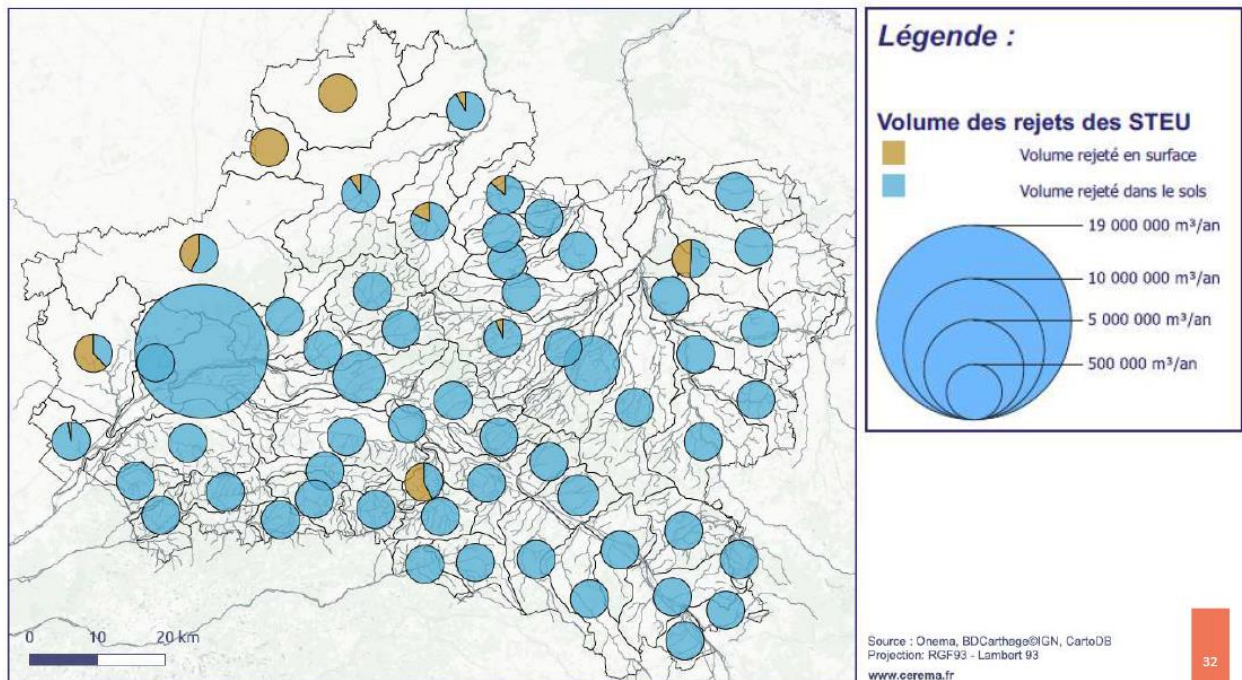 Légende :
Volume des rejets des STEU
Volume rejeté en surface
Volume rejeté dans le sols
19 000 000 m³/an
10 000 000 m³/an
5 000 000 m³/an
500 000 m³/an
0 10 20 km
Source : Onema, BDCarthage©IGN, CartoDB
Projection: RGF93 - Lambert 93
www.cerema.fr
32